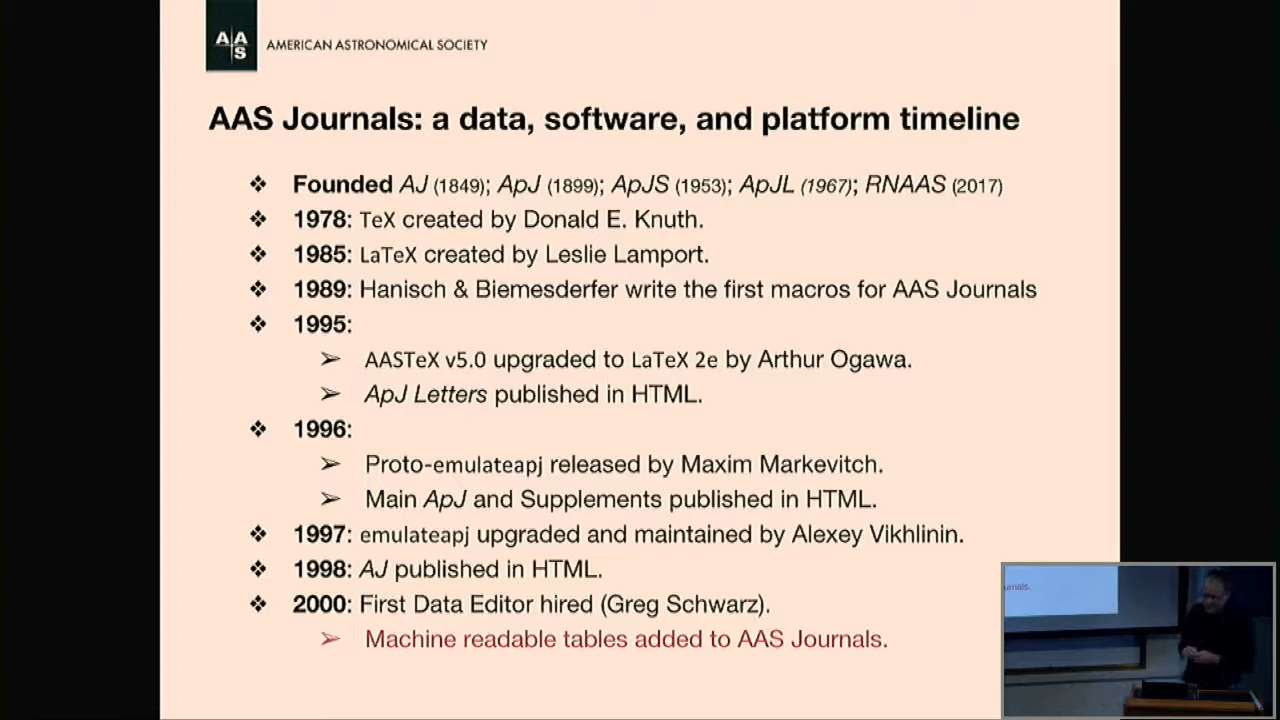 AAS
AMERICAN ASTRONOMICAL SOCIETY
AAS Journals: a data, software, and platform timeline
❖ Founded AJ (1849); ApJ (1899); ApJS (1953); ApJL (1967); RNAAS (2017)
❖ 1978: TeX created by Donald E. Knuth.
❖ 1985: LaTeX created by Leslie Lamport.
❖ 1989: Hanisch & Biemesderfer write the first macros for AAS Journals
❖ 1995:
➢ AASTeX v5.0 upgraded to LaTeX 2e by Arthur Ogawa.
➢ ApJ Letters published in HTML.
❖ 1996:
➢ Proto-emulateapj released by Maxim Markevitch.
➢ Main ApJ and Supplements published in HTML.
❖ 1997: emulateapj upgraded and maintained by Alexey Vikhlinin.
❖ 1998: AJ published in HTML.
❖ 2000: First Data Editor hired (Greg Schwarz).
➢ Machine readable tables added to AAS Journals.
urnals.